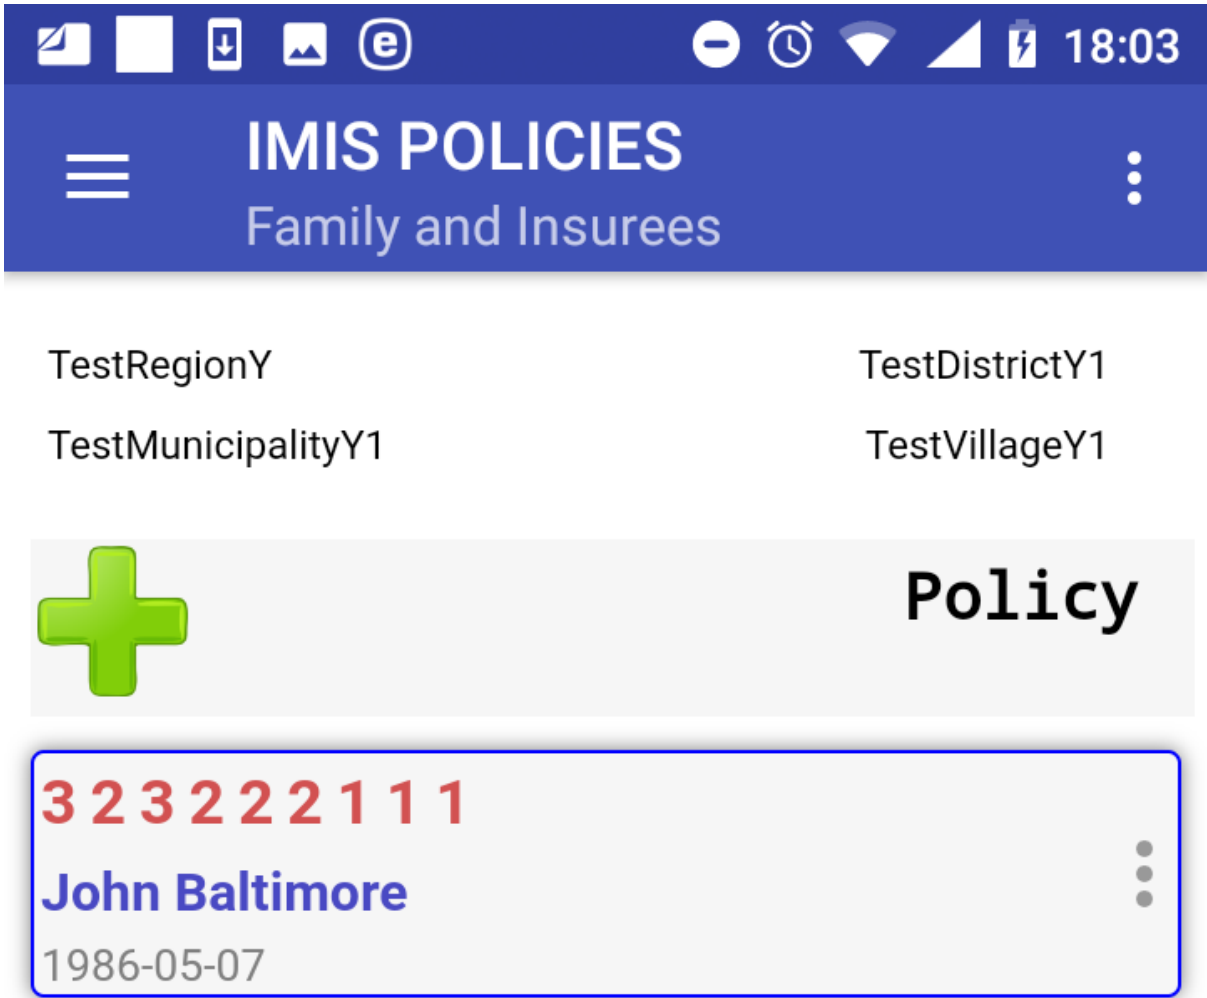 18:03
IMIS POLICIES
Family and Insurees
TestRegionY TestDistrictY1
TestMunicipalityY1 TestVillageY1
Policy
3 2 3 2 2 2 1 1 1
John Baltimore
1986-05-07